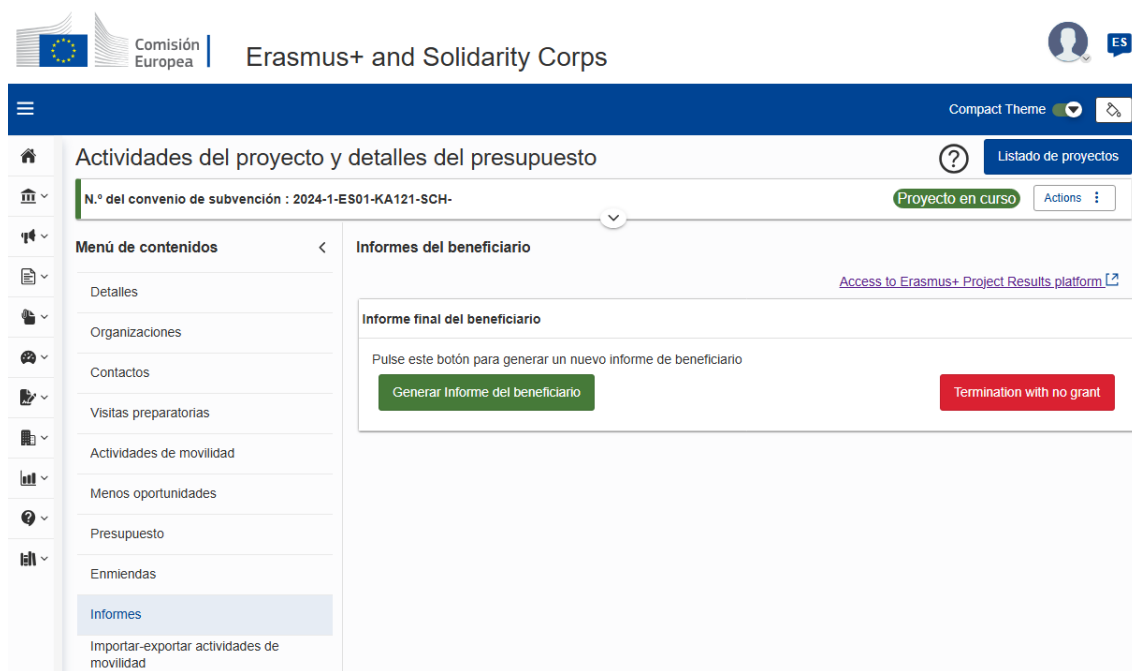 Comisión
Europea
Erasmus+ and Solidarity Corps
ES
Compact Theme
Actividades del proyecto y detalles del presupuesto
?
Listado de proyectos
N.º del convenio de subvención : 2024-1-ES01-KA121-SCH-
Proyecto en curso
Actions
Menú de contenidos
Informes del beneficiario
Access to Erasmus+ Project Results platform
Detalles
Informe final del beneficiario
Organizaciones
Pulse este botón para generar un nuevo informe de beneficiario
Contactos
Generar Informe del beneficiario
Termination with no grant
Visitas preparatorias
Actividades de movilidad
Menos oportunidades
Presupuesto
Enmiendas
Informes
Importar-exportar actividades de
movilidad